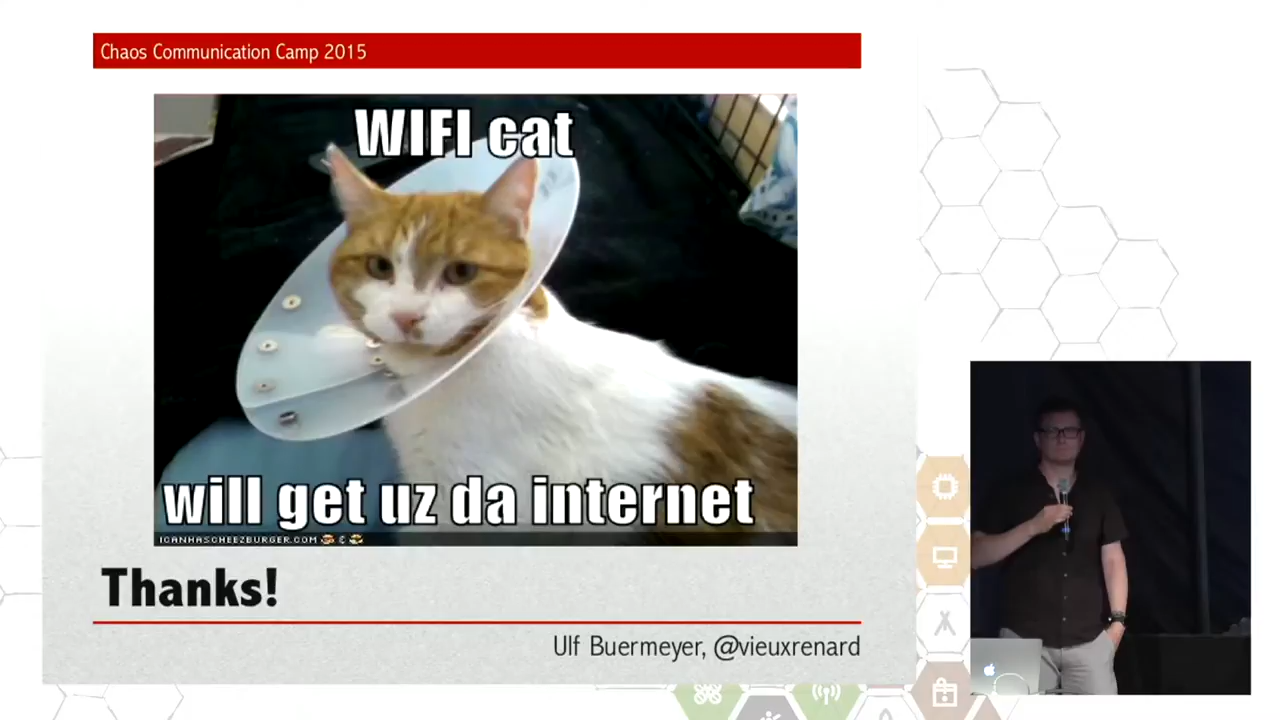 Chaos Communication Camp 2015
WIFI cat
will get uz da internet
ICANHASCHEEZBURGER.COM
Thanks!
Ulf Buermeyer, @vieuxrenard